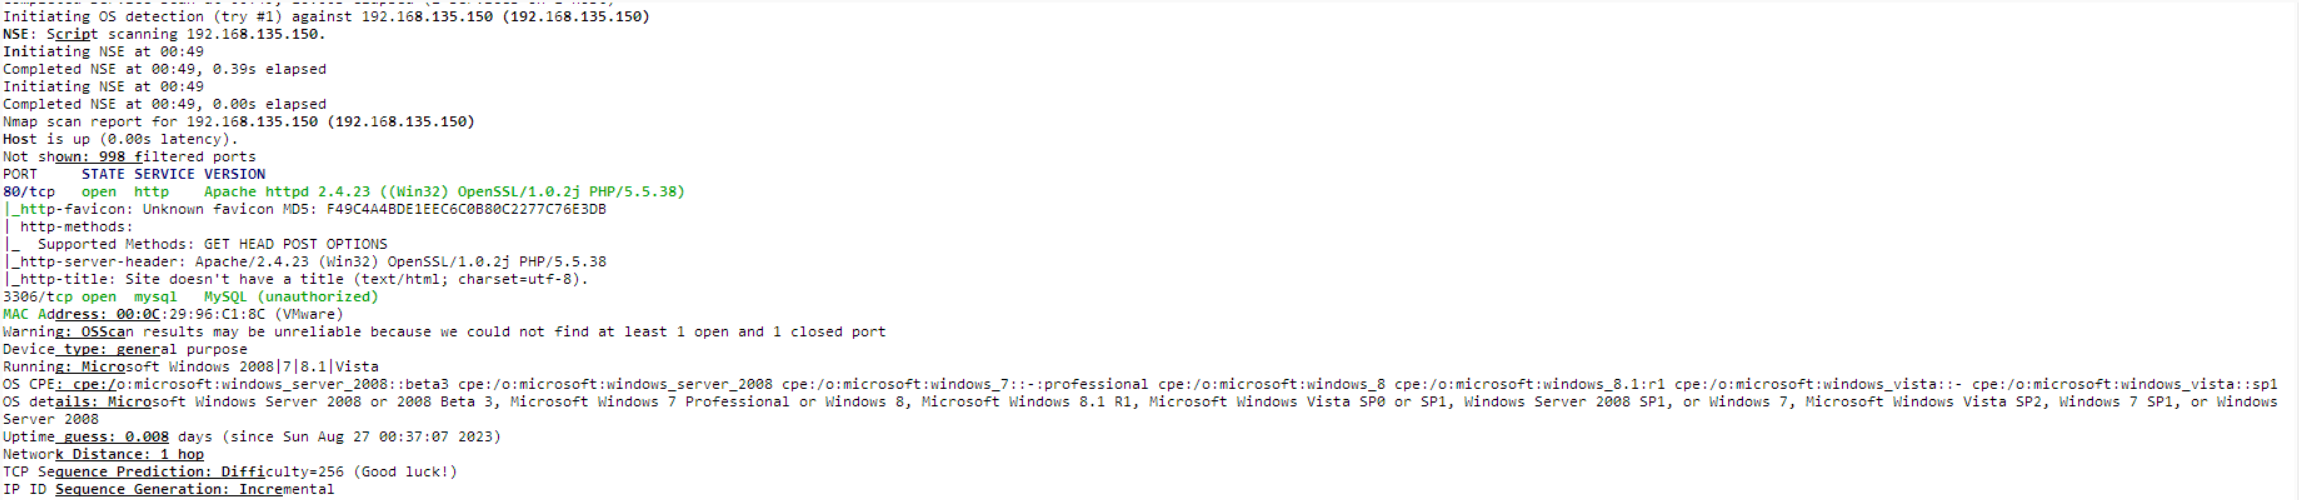 Initiating OS detection (try #1) against 192.168.135.150 (192.168.135.150)
NSE: Script scanning 192.168.135.150.
Initiating NSE at 00:49
Completed NSE at 00:49, 0.39s elapsed
Initiating NSE at 00:49
Completed NSE at 00:49, 0.00s elapsed
Nmap scan report for 192.168.135.150 (192.168.135.150)
Host is up (0.00s latency).
Not shown: 998 filtered ports
PORT     STATE SERVICE VERSION
80/tcp   open  http    Apache httpd 2.4.23 ((Win32) OpenSSL/1.0.2j PHP/5.5.38)
|_http-favicon: Unknown favicon MD5: F49C4A4BDE1EEC6C0B80C2277C76E3DB
| http-methods:
|_  Supported Methods: GET HEAD POST OPTIONS
|_http-server-header: Apache/2.4.23 (Win32) OpenSSL/1.0.2j PHP/5.5.38
|_http-title: Site doesn't have a title (text/html; charset=utf-8).
3306/tcp open  mysql   MySQL (unauthorized)
MAC Address: 00:0C:29:96:C1:8C (VMware)
Warning: OSScan results may be unreliable because we could not find at least 1 open and 1 closed port
Device type: general purpose
Running: Microsoft Windows 2008|7|8.1|Vista
OS CPE: cpe:/o:microsoft:windows_server_2008::beta3 cpe:/o:microsoft:windows_server_2008 cpe:/o:microsoft:windows_7::-:professional cpe:/o:microsoft:windows_8 cpe:/o:microsoft:windows_8.1:r1 cpe:/o:microsoft:windows_vista::- cpe:/o:microsoft:windows_vista::sp1
OS details: Microsoft Windows Server 2008 or 2008 Beta 3, Microsoft Windows 7 Professional or Windows 8, Microsoft Windows 8.1 R1, Microsoft Windows Vista SP0 or SP1, Windows Server 2008 SP1, or Windows 7, Microsoft Windows Vista SP2, Windows 7 SP1, or Windows
Server 2008
Uptime guess: 0.008 days (since Sun Aug 27 00:37:07 2023)
Network Distance: 1 hop
TCP Sequence Prediction: Difficulty=256 (Good luck!)
IP ID Sequence Generation: Incremental